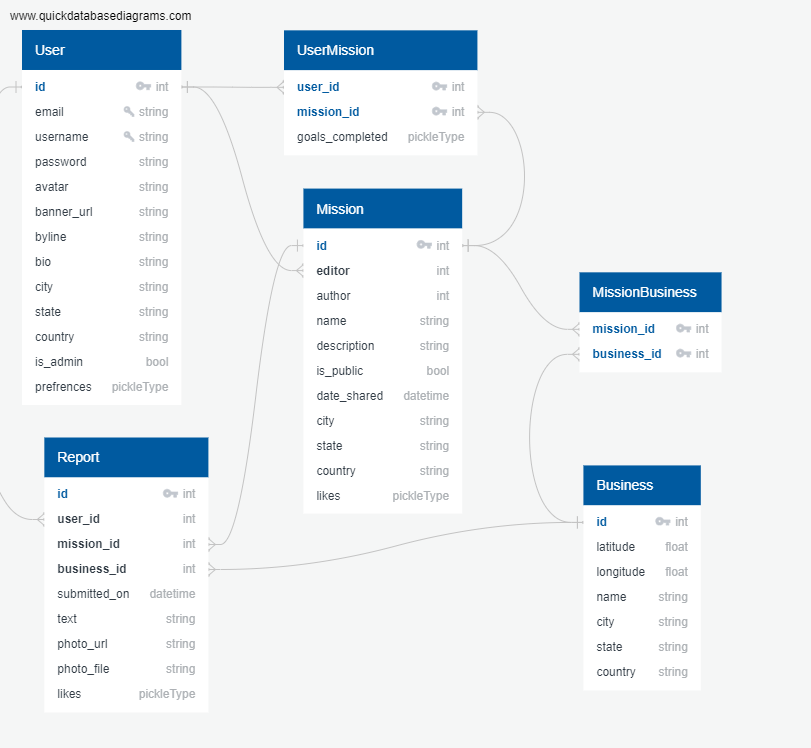 www.quickdatabasediagrams.com
User
id int
email string
username string
password string
avatar string
banner_url string
byline string
bio string
city string
state string
country string
is_admin bool
prefrences pickleType
UserMission
user_id int
mission_id int
goals_completed pickleType
Mission
id int
editor int
author int
name string
description string
is_public bool
date_shared datetime
city string
state string
country string
likes pickleType
MissionBusiness
mission_id int
business_id int
Report
id int
user_id int
mission_id int
business_id int
submitted_on datetime
text string
photo_url string
photo_file string
likes pickleType
Business
id int
latitude float
longitude float
name string
city string
state string
country string